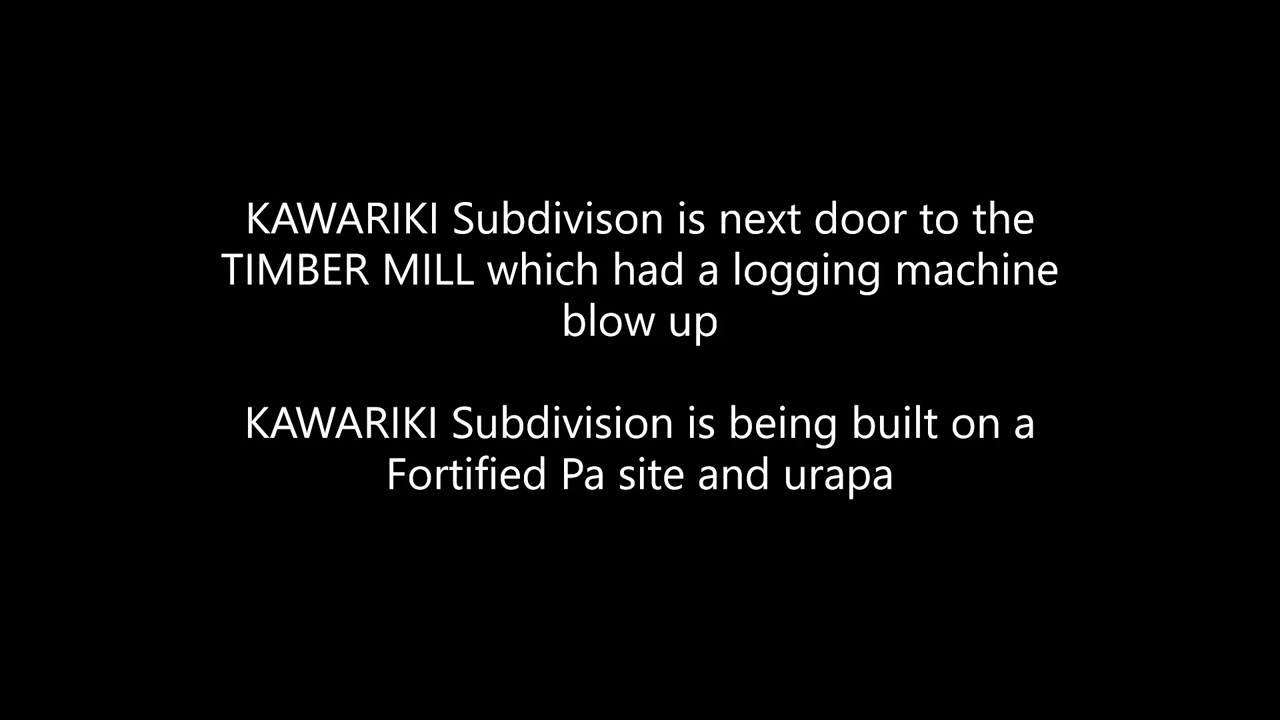 KAWARIKI Subdivison is next door to the
TIMBER MILL which had a logging machine
blow up
KAWARIKI Subdivision is being built on a
Fortified Pa site and urapa